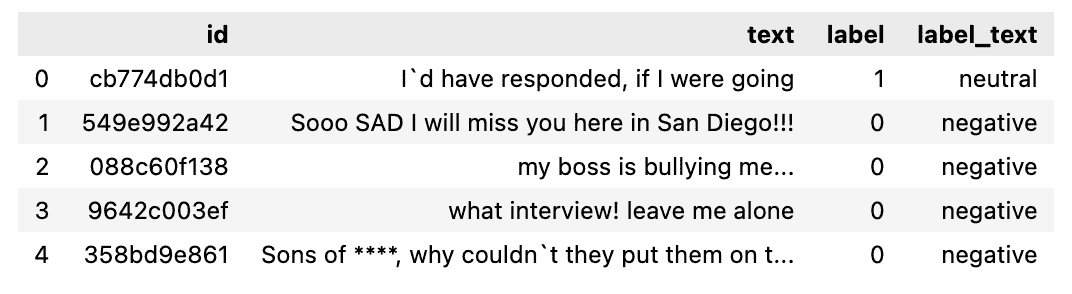 id text label label_text
0 cb774db0d1 I`d have responded, if I were going 1 neutral
1 549e992a42 Sooo SAD I will miss you here in San Diego!!! 0 negative
2 088c60f138 my boss is bullying me... 0 negative
3 9642c003ef what interview! leave me alone 0 negative
4 358bd9e861 Sons of ****, why couldn`t they put them on t... 0 negative